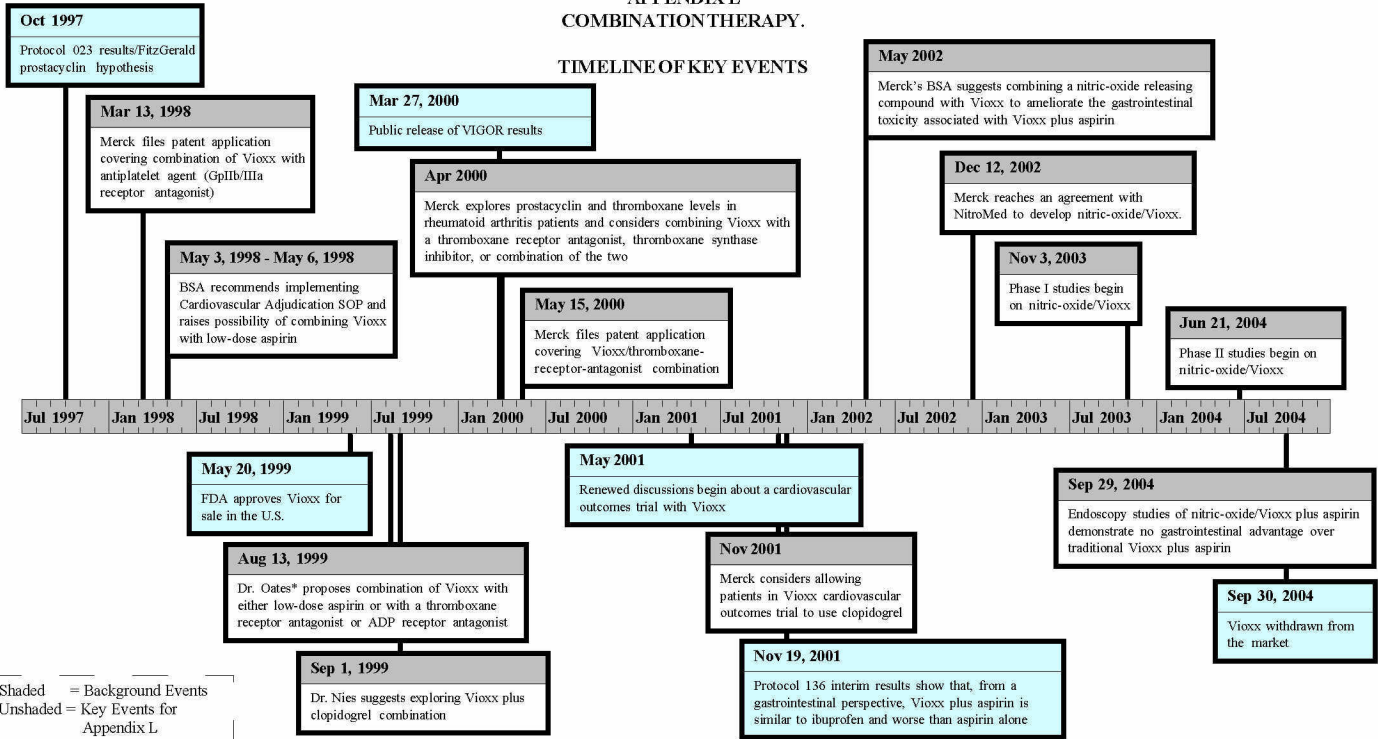 APPENDIX L
COMBINATION THERAPY.
TIMELINE OF KEY EVENTS
Oct 1997
Protocol 023 results/FitzGerald
prostacyclin hypothesis
Mar 13, 1998
Merck files patent application
covering combination of Vioxx with
antiplatelet agent (GpIIb/IIIa
receptor antagonist)
May 3, 1998 - May 6, 1998
BSA recommends implementing
Cardiovascular Adjudication SOP and
raises possibility of combining Vioxx
with low-dose aspirin
Mar 27, 2000
Public release of VIGOR results
Apr 2000
Merck explores prostacyclin and thromboxane levels in
rheumatoid arthritis patients and considers combining Vioxx with
a thromboxane receptor antagonist, thromboxane synthase
inhibitor, or combination of the two
May 15, 2000
Merck files patent application
covering Vioxx/thromboxane-
receptor-antagonist combination
May 2002
Merck's BSA suggests combining a nitric-oxide releasing
compound with Vioxx to ameliorate the gastrointestinal
toxicity associated with Vioxx plus aspirin
Dec 12, 2002
Merck reaches an agreement with
NitroMed to develop nitric-oxide/Vioxx.
Nov 3, 2003
Phase I studies begin
on nitric-oxide/Vioxx
Jun 21, 2004
Phase II studies begin on
nitric-oxide/Vioxx
Jul 1997 Jan 1998 Jul 1998 Jan 1999 Jul 1999 Jan 2000 Jul 2000 Jan 2001 Jul 2001 Jan 2002 Jul 2002 Jan 2003 Jul 2003 Jan 2004 Jul 2004
May 20, 1999
FDA approves Vioxx for
sale in the U.S.
Aug 13, 1999
Dr. Oates* proposes combination of Vioxx with
either low-dose aspirin or with a thromboxane
receptor antagonist or ADP receptor antagonist
Sep 1, 1999
Dr. Nies suggests exploring Vioxx plus
clopidogrel combination
May 2001
Renewed discussions begin about a cardiovascular
outcomes trial with Vioxx
Nov 2001
Merck considers allowing
patients in Vioxx cardiovascular
outcomes trial to use clopidogrel
Nov 19, 2001
Protocol 136 interim results show that, from a
gastrointestinal perspective, Vioxx plus aspirin is
similar to ibuprofen and worse than aspirin alone
Sep 29, 2004
Endoscopy studies of nitric-oxide/Vioxx plus aspirin
demonstrate no gastrointestinal advantage over
traditional Vioxx plus aspirin
Sep 30, 2004
Vioxx withdrawn from
the market
Shaded = Background Events
Unshaded = Key Events for
Appendix L